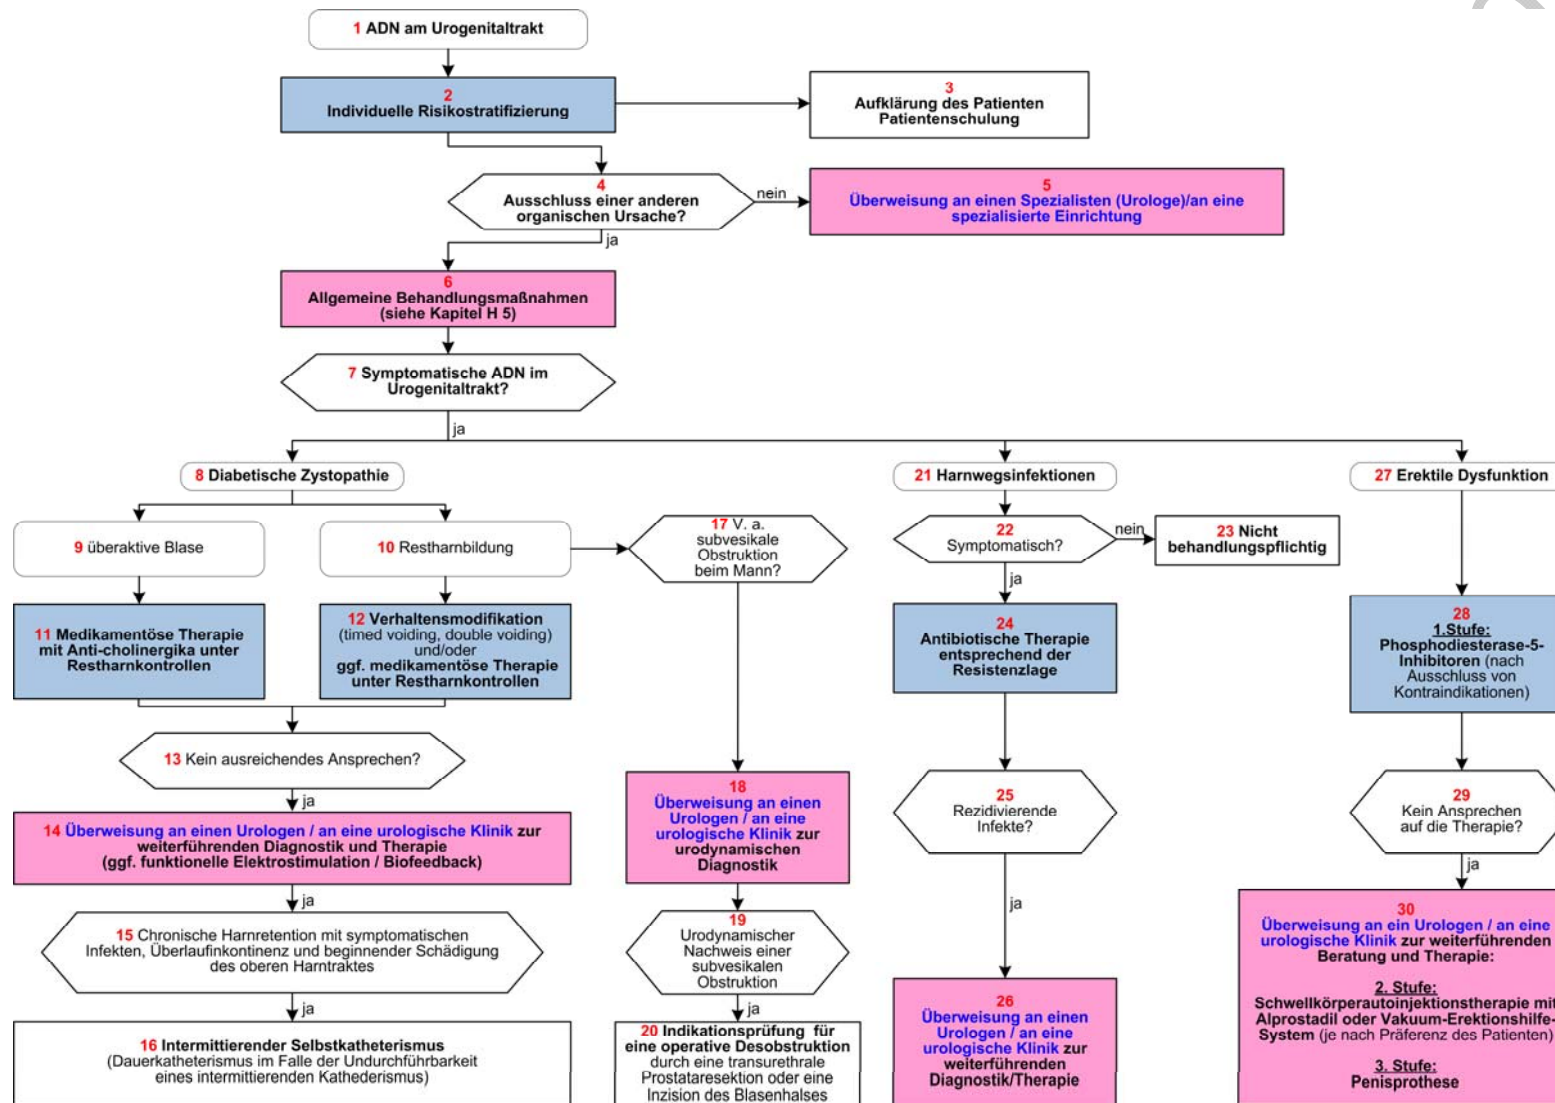 1 ADN am Urogenitaltrakt
2
Individuelle Risikostratifizierung
3
Aufklärung des Patienten
Patientenschulung
4
Ausschluss einer anderen
organischen Ursache?
nein
5
Überweisung an einen Spezialisten (Urologe)/an eine
spezialisierte Einrichtung
ja
6
Allgemeine Behandlungsmaßnahmen
(siehe Kapitel H 5)
7 Symptomatische ADN im
Urogenitaltrakt?
ja
8 Diabetische Zystopathie
9 überaktive Blase
10 Restharnbildung
11 Medikamentöse Therapie
mit Anti-cholinergika unter
Restharnkontrollen
12 Verhaltensmodifikation
(timed voiding, double voiding)
und/oder
ggf. medikamentöse Therapie
unter Restharnkontrollen
13 Kein ausreichendes Ansprechen?
ja
14 Überweisung an einen Urologen / an eine urologische Klinik zur
weiterführenden Diagnostik und Therapie
(ggf. funktionelle Elektrostimulation / Biofeedback)
ja
15 Chronische Harnretention mit symptomatischen
Infekten, Überlaufinkontinenz und beginnender Schädigung
des oberen Harntraktes
ja
16 Intermittierender Selbstkatheterismus
(Dauerkatheterismus im Falle der Undurchführbarkeit
eines intermittierenden Kathederismus)
17 V. a.
subvesikale
Obstruktion
beim Mann?
18
Überweisung an einen
Urologen / an eine
urologische Klinik zur
urodynamischen
Diagnostik
19
Urodynamischer
Nachweis einer
subvesikalen
Obstruktion
ja
20 Indikationsprüfung für
eine operative Desobstruktion
durch eine transurethrale
Prostataresektion oder eine
Inzision des Blasenhalses
21 Harnwegsinfektionen
22
Symptomatisch?
nein
23 Nicht
behandlungspflichtig
ja
24
Antibiotische Therapie
entsprechend der
Resistenzlage
25
Rezidivierende
Infekte?
ja
26
Überweisung an einen
Urologen / an eine
urologische Klinik zur
weiterführenden
Diagnostik/Therapie
27 Erektile Dysfunktion
28
1.Stufe:
Phosphodiesterase-5-
Inhibitoren (nach
Ausschluss von
Kontraindikationen)
29
Kein Ansprechen
auf die Therapie?
ja
30
Überweisung an ein Urologen / an eine
urologische Klinik zur weiterführenden
Beratung und Therapie:
2. Stufe:
Schwellkörperautoinjektionstherapie mit
Alprostadil oder Vakuum-Erektionshilfe-
System (je nach Präferenz des Patienten)
3. Stufe:
Penisprothese